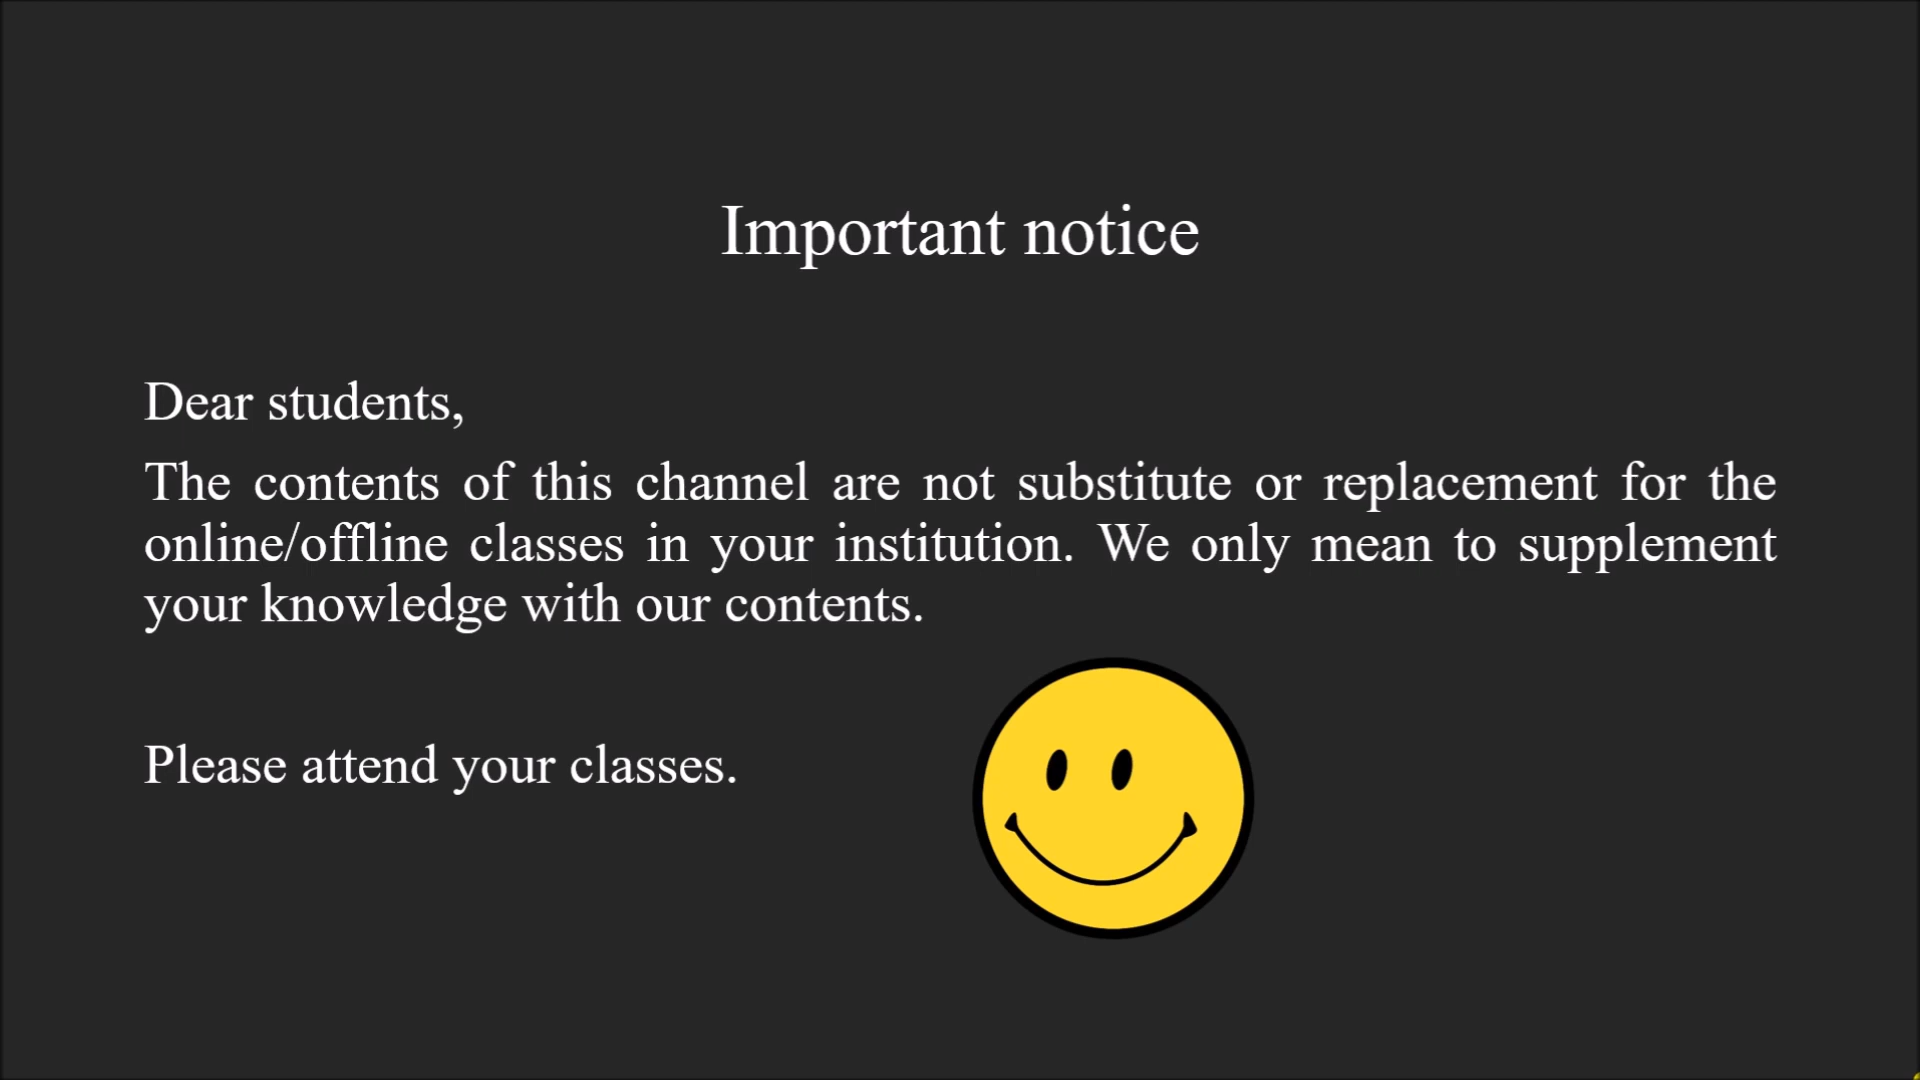 Important notice
Dear students,
The contents of this channel are not substitute or replacement for the
online/offline classes in your institution. We only mean to supplement
your knowledge with our contents.
Please attend your classes.